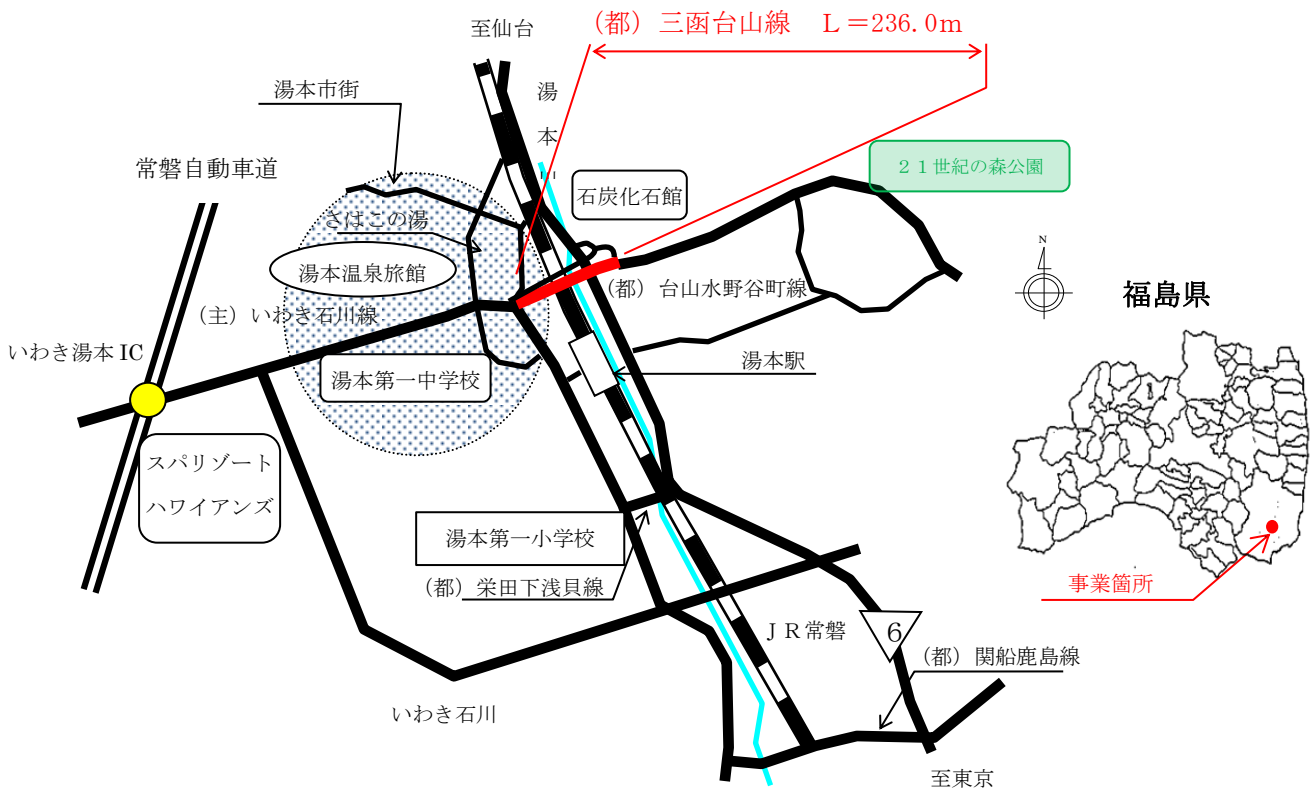 (都) 三函台山線 L=236.0m
至仙台
湯本
湯本市街
常磐自動車道
21世紀の森公園
石炭化石館
さはこの湯
湯本温泉旅館
(都) 台山水野谷町線
N
福島県
(主) いわき石川線
いわき湯本IC
湯本駅
湯本第一中学校
スパリゾート
ハワイアンズ
湯本第一小学校
(都) 栄田下浅貝線
事業箇所
JR常磐
6
(都) 関船鹿島線
いわき石川
至東京